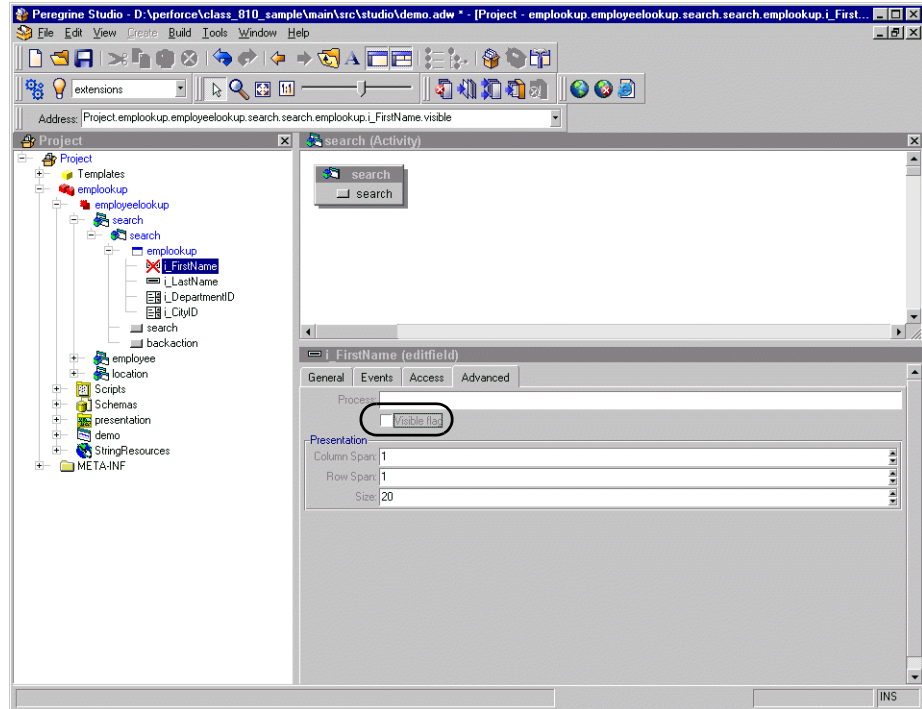 Peregrine Studio - D:\perforce\class_810_sample\main\src\studio\demo.adw * - [Project - emplookup.employeelookup.search.search.emplookup.i_First...
File Edit View Create Build Tools Window Help
A
extensions
1:1
Address: Project.emplookup.employeelookup.search.search.emplookup.i_FirstName.visible
Project
search (Activity)
Project
Templates
emplookup
employeelookup
search
search
emplookup
i_FirstName
i_LastName
i_DepartmentID
i_CityID
search
backaction
employee
location
Scripts
Schemas
presentation
demo
StringResources
META-INF
search
search
i_FirstName (editfield)
General Events Access Advanced
Process:
Visible flag
Presentation
Column Span: 1
Row Span: 1
Size: 20
INS